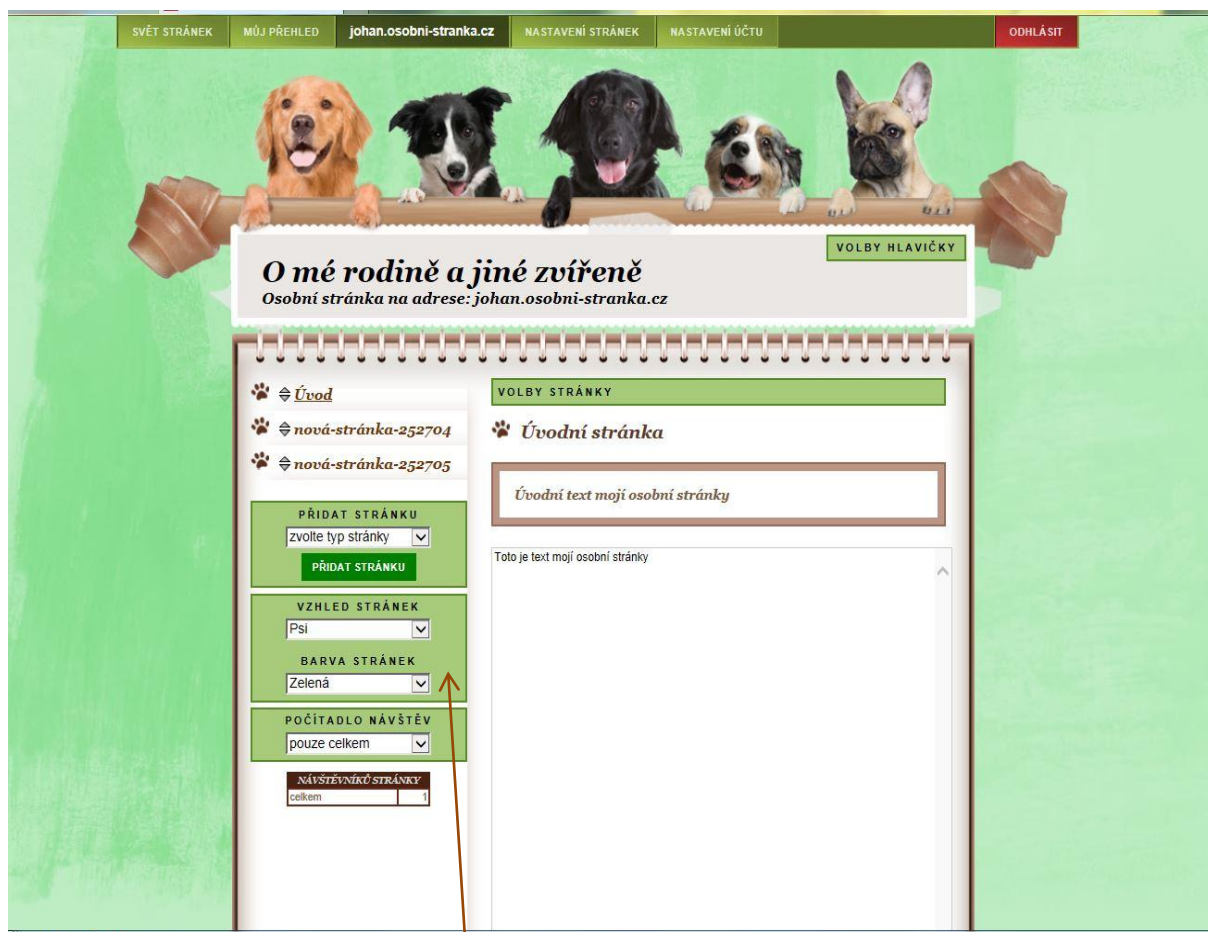 SVĚT STRÁNEK MŮJ PŘEHLED johan.osobni-stranka.cz NASTAVENÍ STRÁNEK NASTAVENÍ ÚČTU ODHLÁSIT
VOLBY HLAVIČKY
O mé rodině a jiné zvířeně
Osobní stránka na adrese: johan.osobni-stranka.cz
Úvod
nová-stránka-252704
nová-stránka-252705
PŘIDAT STRÁNKU
zvolte typ stránky
PŘIDAT STRÁNKU
VZHLED STRÁNEK
Psi
BARVA STRÁNEK
Zelená
POČÍTADLO NÁVŠTĚV
pouze celkem
NÁVŠTĚVNÍKŮ STRÁNKY
celkem 1
VOLBY STRÁNKY
Úvodní stránka
Úvodní text mojí osobní stránky
Toto je text mojí osobní stránky